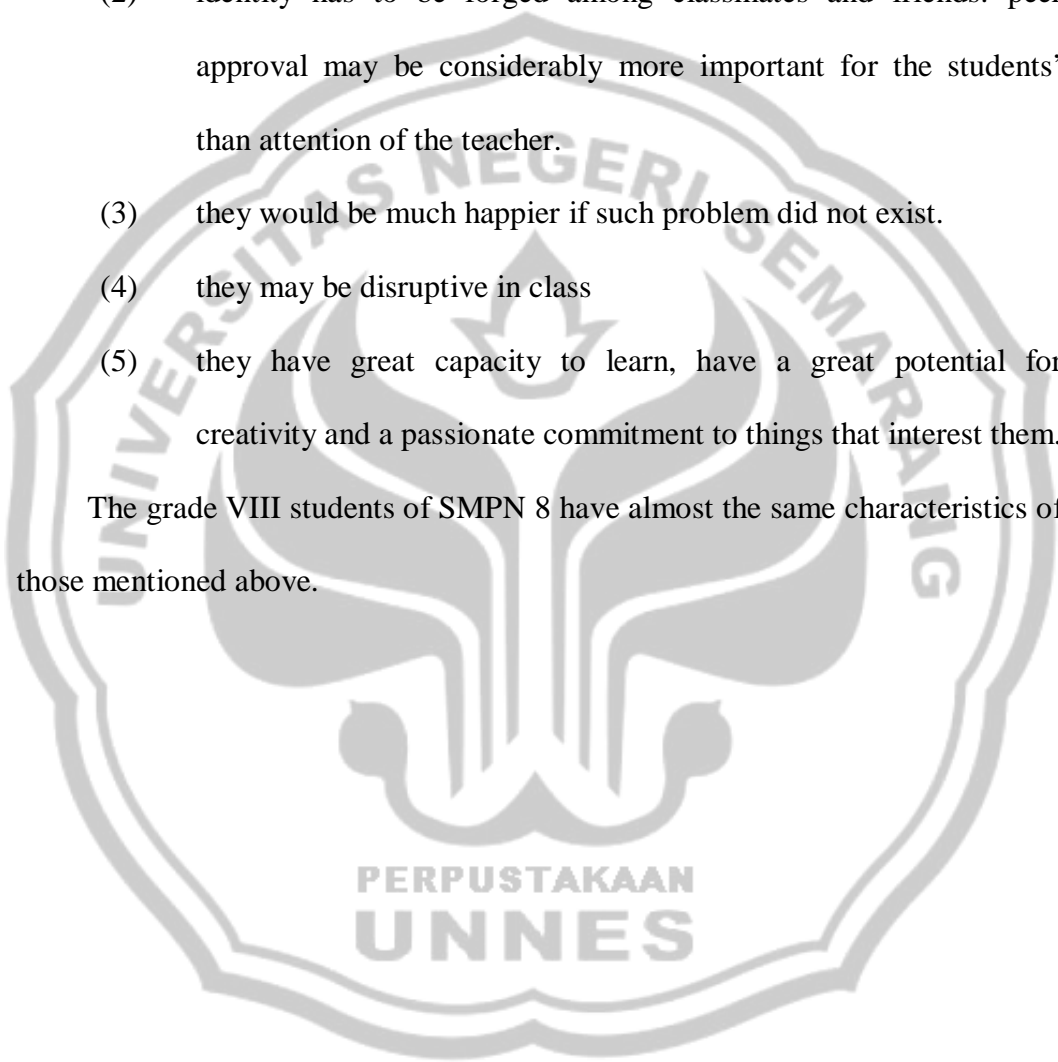 (2) identity has to be forged among classmates and friends: peer
approval may be considerably more important for the students’
than attention of the teacher.
(3) they would be much happier if such problem did not exist.
(4) they may be disruptive in class
(5) they have great capacity to learn, have a great potential for
creativity and a passionate commitment to things that interest them.
The grade VIII students of SMPN 8 have almost the same characteristics of
those mentioned above.
UNIVERSITAS NEGERI SEMARANG
PERPUSTAKAAN
UNNES